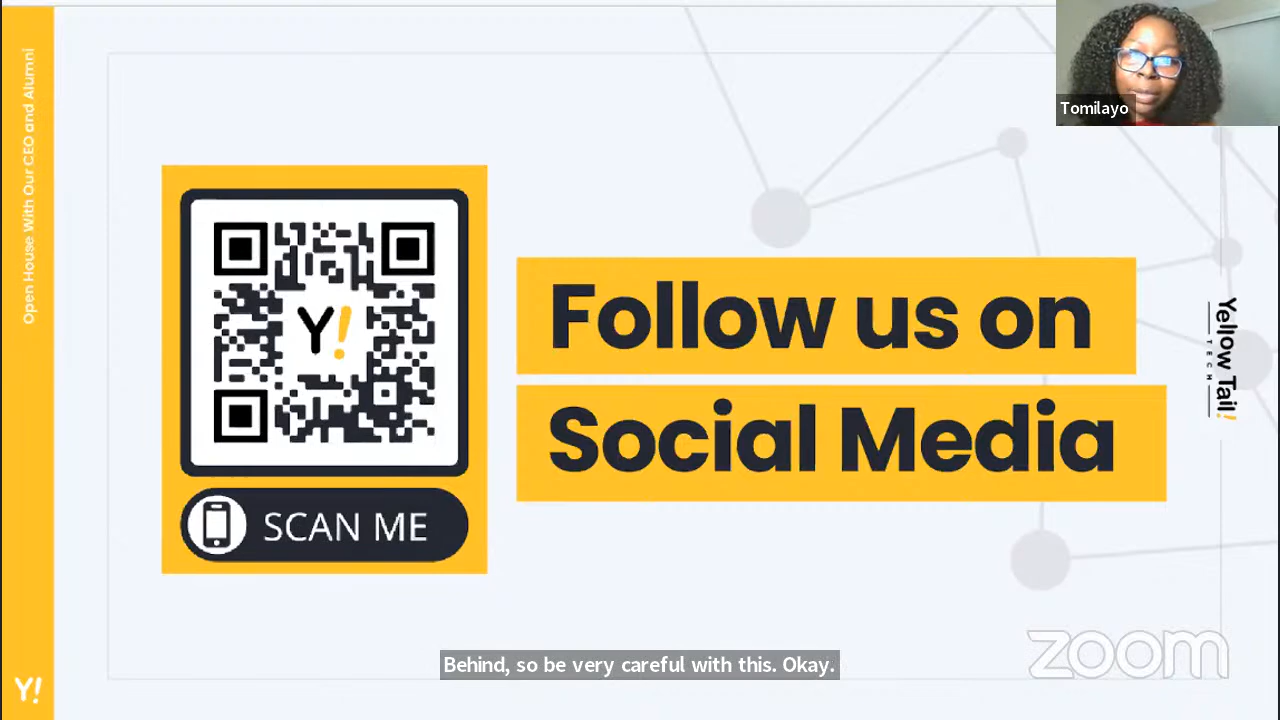 Open House With Our CEO and Alumni
Tomilayo
Y!
SCAN ME
Follow us on
Social Media
Yellow Tail!
TECH
Behind, so be very careful with this. Okay.
zoom
Y!